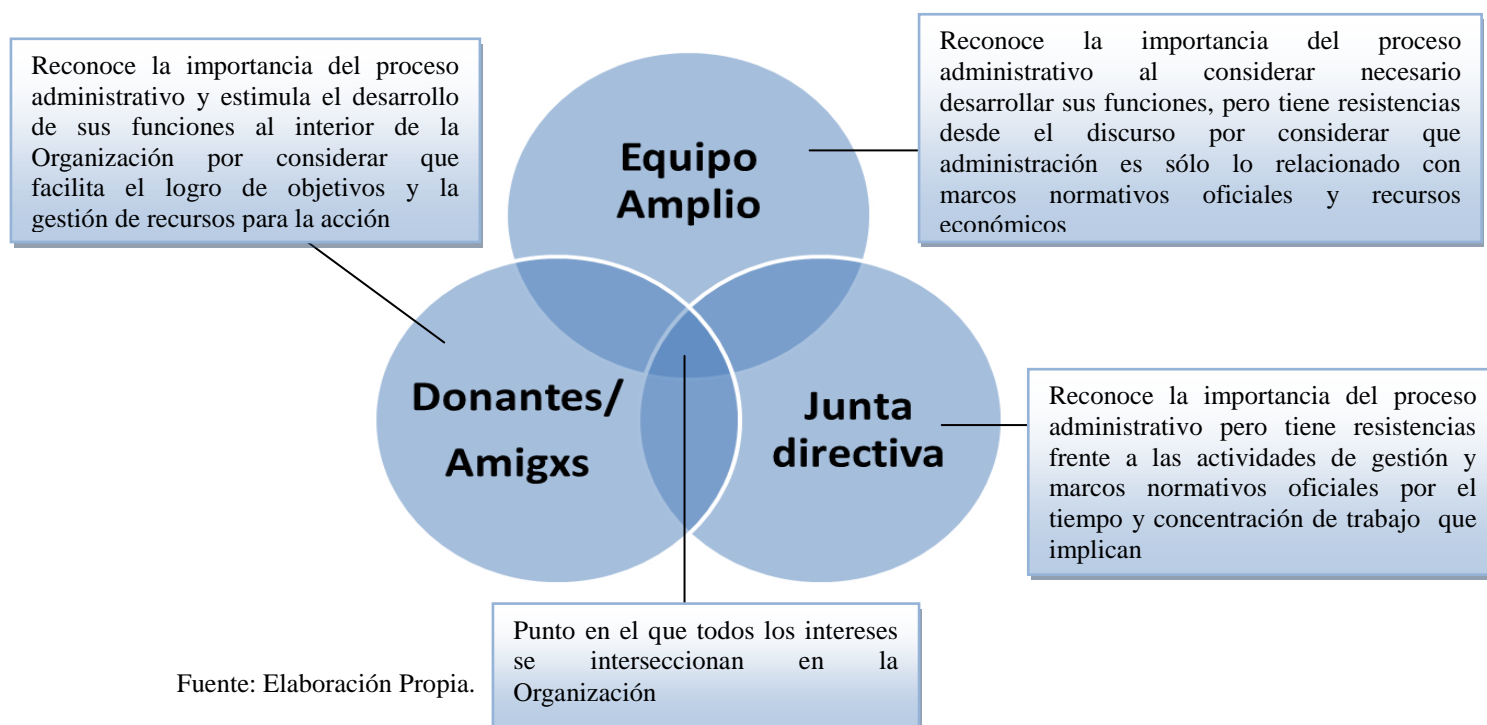 Reconoce la importancia del proceso
administrativo y estimula el desarrollo
de sus funciones al interior de la
Organización por considerar que
facilita el logro de objetivos y la
gestión de recursos para la acción
Reconoce la importancia del proceso
administrativo al considerar necesario
desarrollar sus funciones, pero tiene resistencias
desde el discurso por considerar que
administración es sólo lo relacionado con
marcos normativos oficiales y recursos
económicos
Equipo
Amplio
Donantes/
Amigxs
Junta
directiva
Reconoce la importancia del proceso
administrativo pero tiene resistencias
frente a las actividades de gestión y
marcos normativos oficiales por el
tiempo y concentración de trabajo que
implican
Punto en el que todos los intereses
se interseccionan en la
Organización
Fuente: Elaboración Propia.